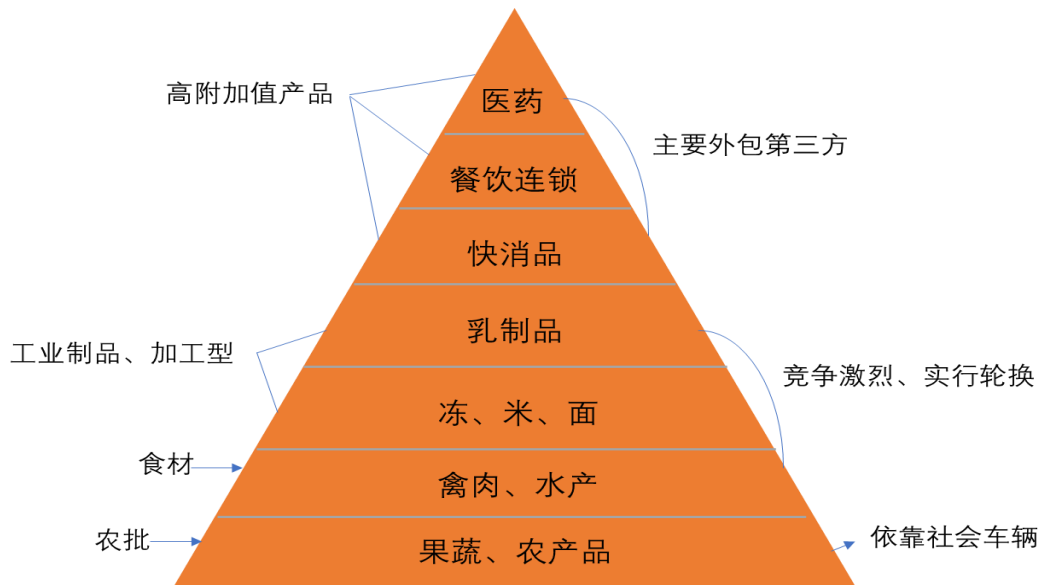 医药
高附加值产品
主要外包第三方
餐饮连锁
快消品
乳制品
工业制品、加工型
竞争激烈、实行轮换
冻、米、面
食材
禽肉、水产
农批
果蔬、农产品
依靠社会车辆